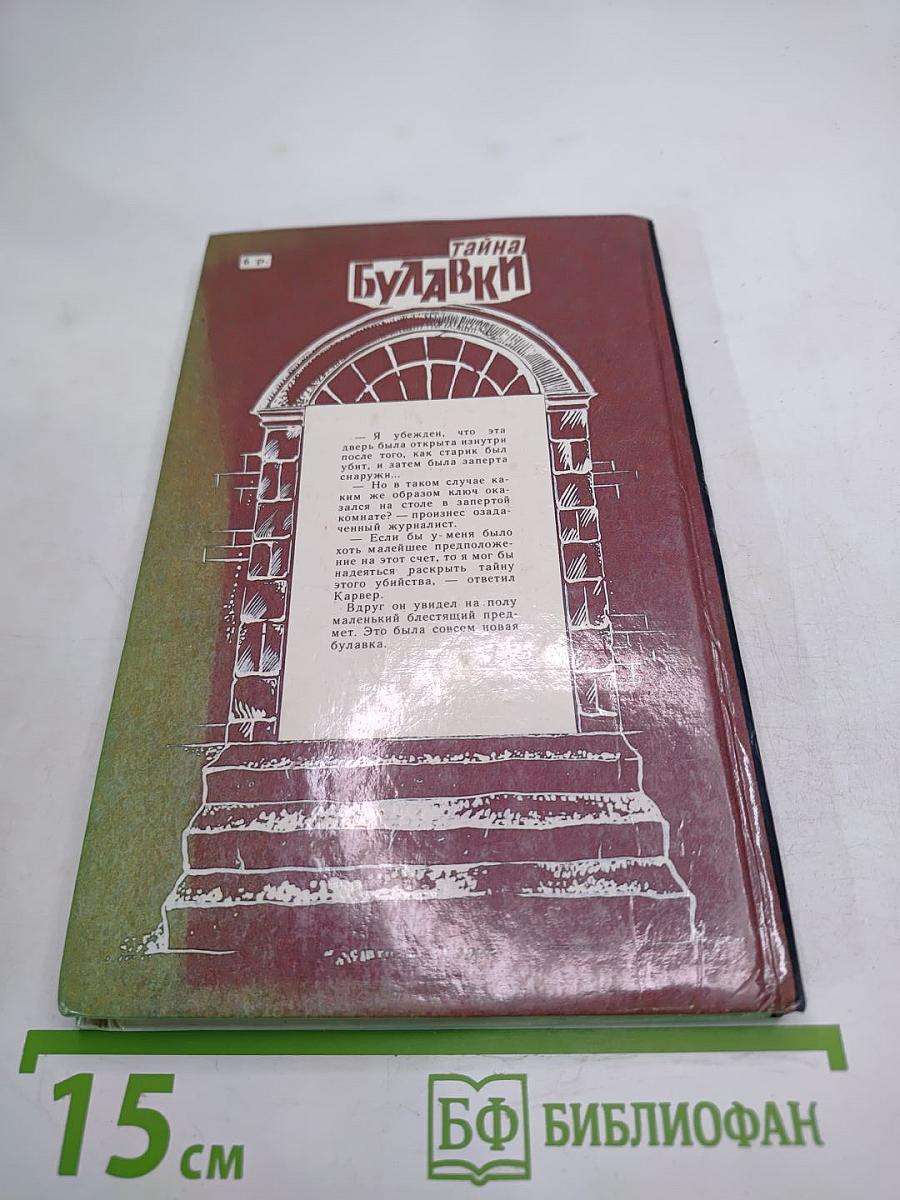 6 р.
тайна
БУЛАВКИ
— Я убежден, что эта
дверь была открыта изнутри
после того, как старик был
убит, и затем была заперта
снаружи...
— Но в таком случае ка-
ким же образом ключ ока-
зался на столе в запертой
комнате? — произнес озада-
ченный журналист.
— Если бы у меня было
хоть малейшее предположе-
ние на этот счет, то я мог бы
надеяться раскрыть тайну
этого убийства, — ответил
Карвер.
Вдруг он увидел на полу
маленький блестящий пред-
мет. Это была совсем новая
булавка.
15 см
БФ БИБЛИОФАН